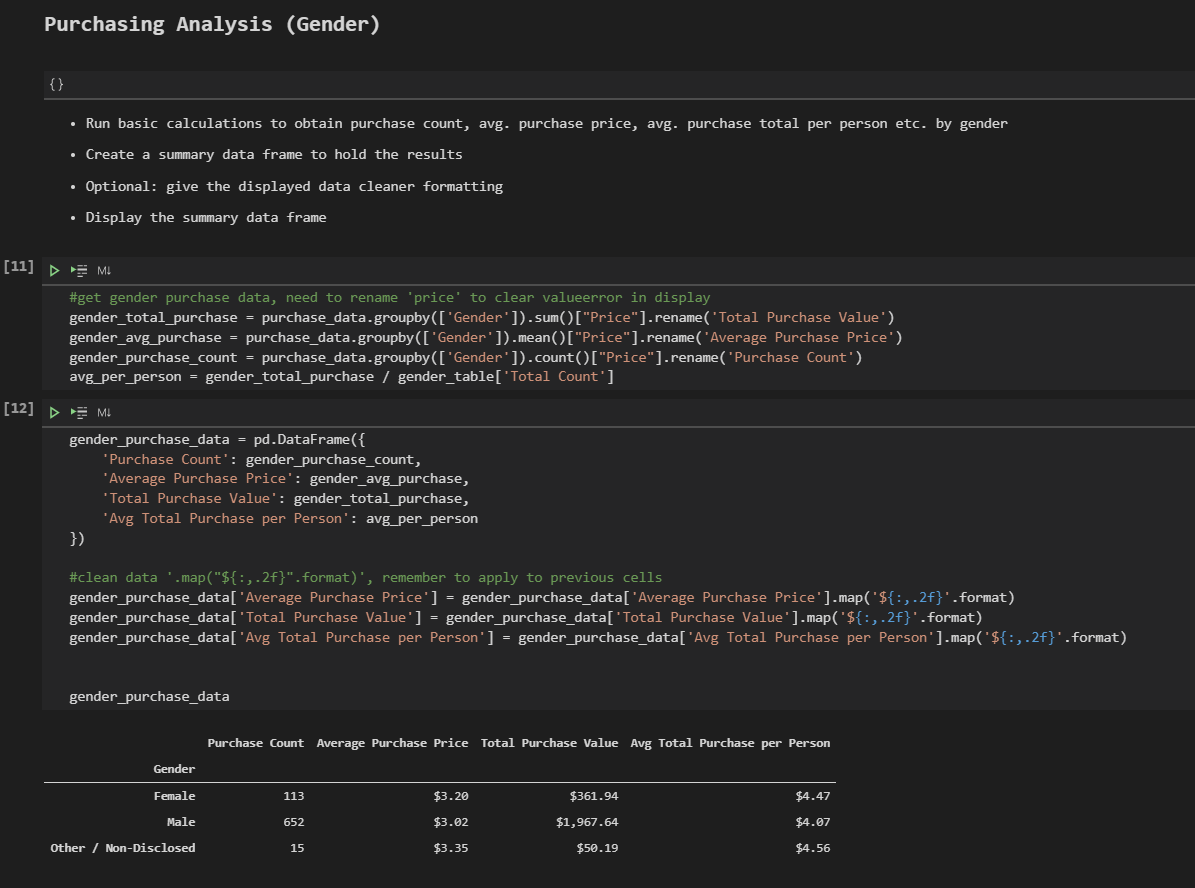 Purchasing Analysis (Gender)
{}
• Run basic calculations to obtain purchase count, avg. purchase price, avg. purchase total per person etc. by gender
• Create a summary data frame to hold the results
• Optional: give the displayed data cleaner formatting
• Display the summary data frame
[11] M↓
#get gender purchase data, need to rename 'price' to clear valueerror in display
gender_total_purchase = purchase_data.groupby(['Gender']).sum()["Price"].rename('Total Purchase Value')
gender_avg_purchase = purchase_data.groupby(['Gender']).mean()["Price"].rename('Average Purchase Price')
gender_purchase_count = purchase_data.groupby(['Gender']).count()["Price"].rename('Purchase Count')
avg_per_person = gender_total_purchase / gender_table['Total Count']
[12] M↓
gender_purchase_data = pd.DataFrame({
    'Purchase Count': gender_purchase_count,
    'Average Purchase Price': gender_avg_purchase,
    'Total Purchase Value': gender_total_purchase,
    'Avg Total Purchase per Person': avg_per_person
})
#clean data '.map("${:,.2f}".format)', remember to apply to previous cells
gender_purchase_data['Average Purchase Price'] = gender_purchase_data['Average Purchase Price'].map('${:,.2f}'.format)
gender_purchase_data['Total Purchase Value'] = gender_purchase_data['Total Purchase Value'].map('${:,.2f}'.format)
gender_purchase_data['Avg Total Purchase per Person'] = gender_purchase_data['Avg Total Purchase per Person'].map('${:,.2f}'.format)
gender_purchase_data
Purchase Count Average Purchase Price Total Purchase Value Avg Total Purchase per Person
Gender
Female 113 $3.20 $361.94 $4.47
Male 652 $3.02 $1,967.64 $4.07
Other / Non-Disclosed 15 $3.35 $50.19 $4.56